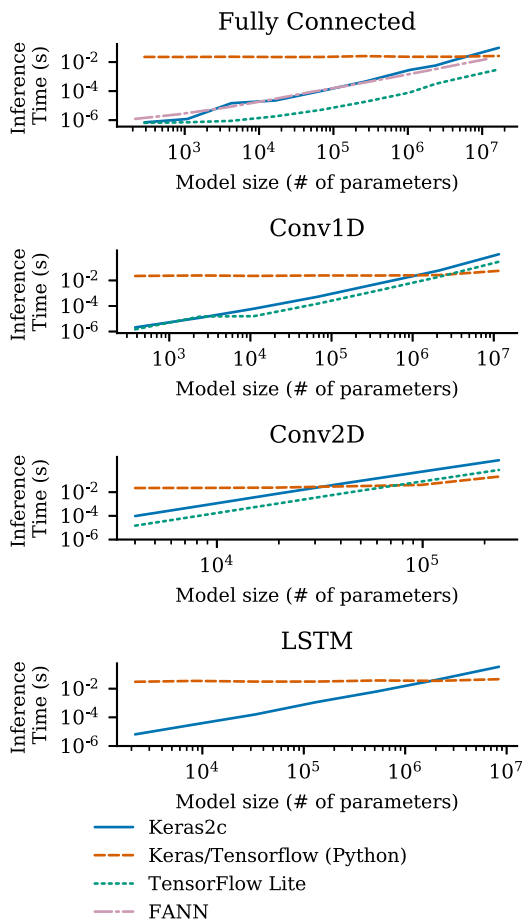 Fully Connected
10^-2
10^-4
10^-6
Inference
Time (s)
10^3 10^4 10^5 10^6 10^7
Model size (# of parameters)
Conv1D
10^-2
10^-4
10^-6
Inference
Time (s)
10^3 10^4 10^5 10^6 10^7
Model size (# of parameters)
Conv2D
10^-2
10^-4
10^-6
Inference
Time (s)
10^4 10^5
Model size (# of parameters)
LSTM
10^-2
10^-4
10^-6
Inference
Time (s)
10^4 10^5 10^6 10^7
Model size (# of parameters)
Keras2c
Keras/Tensorflow (Python)
TensorFlow Lite
FANN